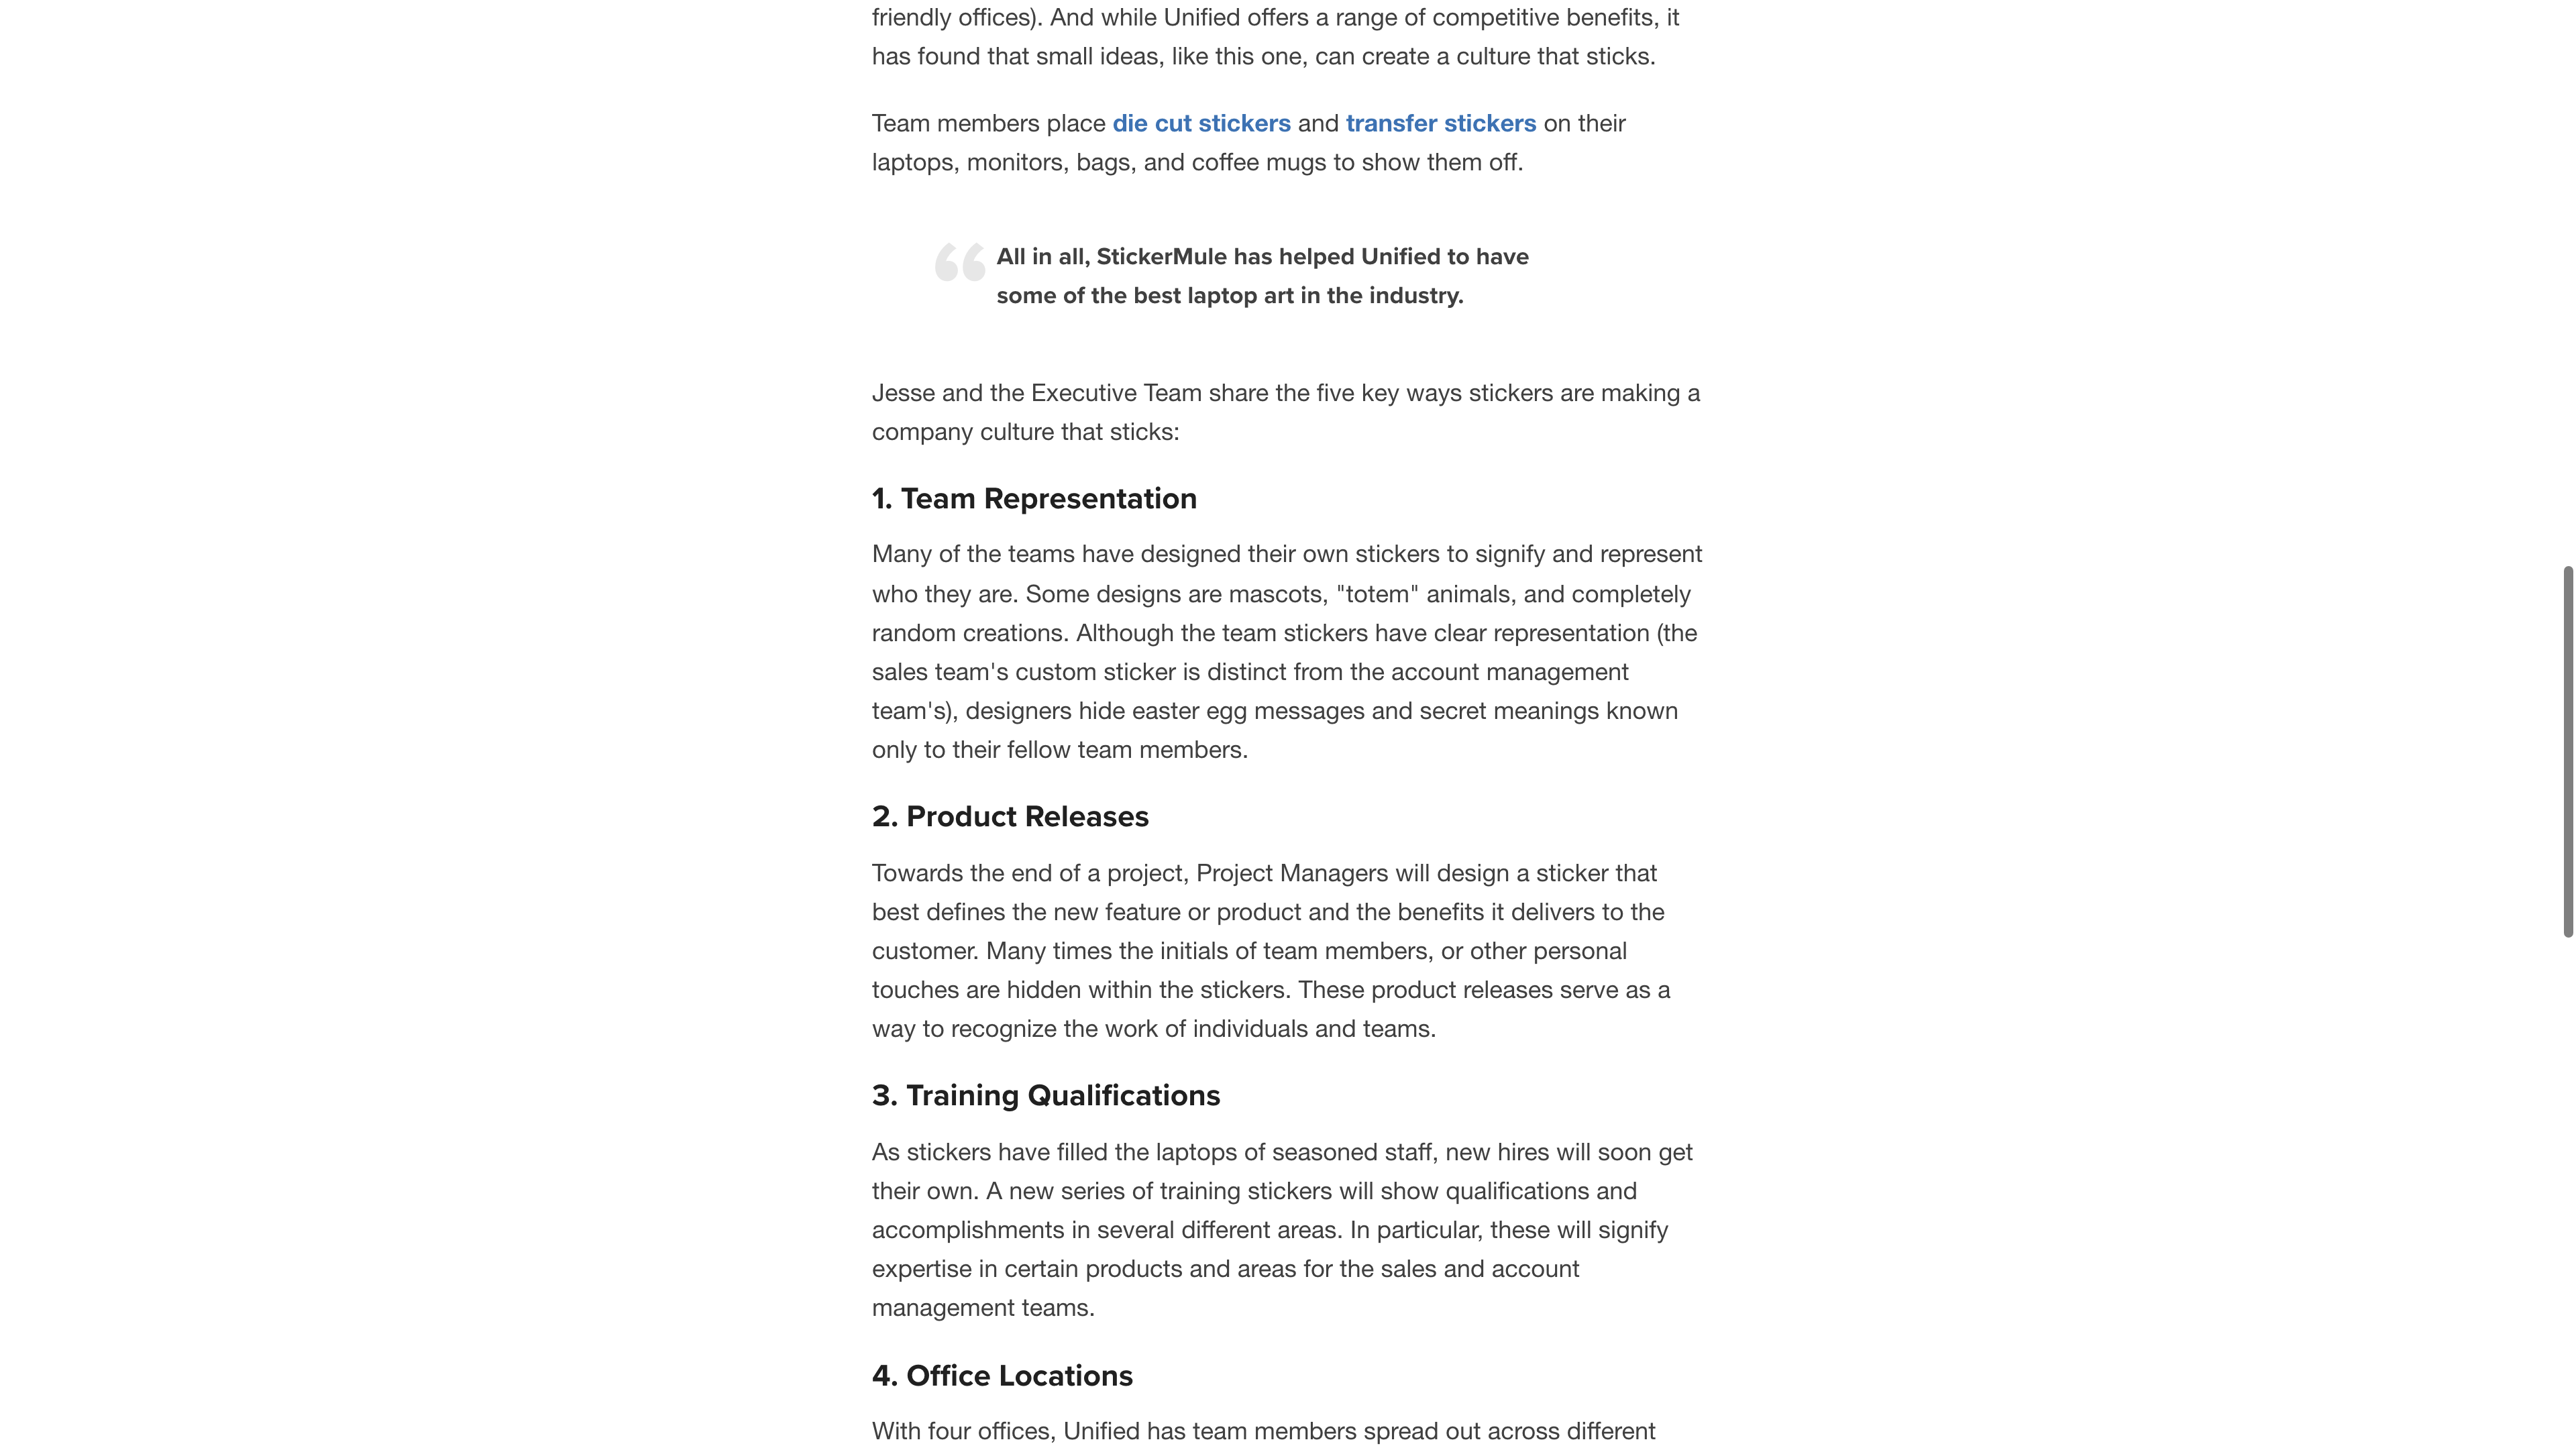 friendly offices). And while Unified offers a range of competitive benefits, it
has found that small ideas, like this one, can create a culture that sticks.
Team members place die cut stickers and transfer stickers on their
laptops, monitors, bags, and coffee mugs to show them off.
All in all, StickerMule has helped Unified to have
some of the best laptop art in the industry.
Jesse and the Executive Team share the five key ways stickers are making a
company culture that sticks:
1. Team Representation
Many of the teams have designed their own stickers to signify and represent
who they are. Some designs are mascots, "totem" animals, and completely
random creations. Although the team stickers have clear representation (the
sales team's custom sticker is distinct from the account management
team's), designers hide easter egg messages and secret meanings known
only to their fellow team members.
2. Product Releases
Towards the end of a project, Project Managers will design a sticker that
best defines the new feature or product and the benefits it delivers to the
customer. Many times the initials of team members, or other personal
touches are hidden within the stickers. These product releases serve as a
way to recognize the work of individuals and teams.
3. Training Qualifications
As stickers have filled the laptops of seasoned staff, new hires will soon get
their own. A new series of training stickers will show qualifications and
accomplishments in several different areas. In particular, these will signify
expertise in certain products and areas for the sales and account
management teams.
4. Office Locations
With four offices, Unified has team members spread out across different